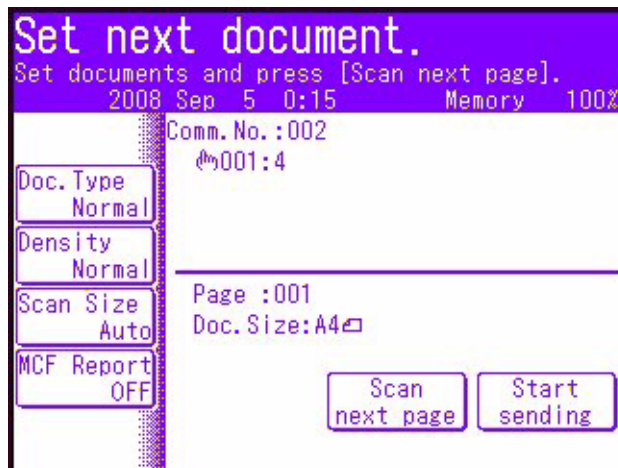 Set next document.
Set documents and press [Scan next page].
2008 Sep 5 0:15 Memory 100%
Comm.No.:002
001:4
Doc.Type
Normal
Density
Normal
Scan Size
Auto
MCF Report
OFF
Page :001
Doc.Size:A4
Scan
next page
Start
sending